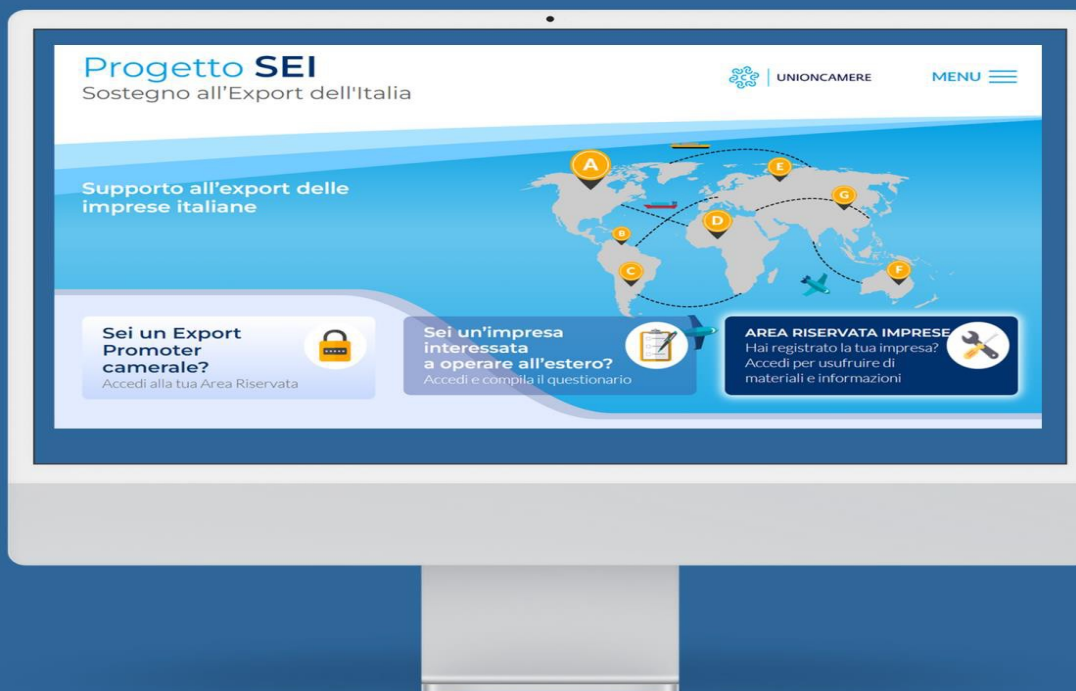 Progetto SEI
Sostegno all'Export dell'Italia
UNIONCAMERE
MENU
Supporto all'export delle
imprese italiane
A
E
G
D
B
C
F
Sei un Export
Promoter
camerale?
Accedi alla tua Area Riservata
Sei un'impresa
interessata
a operare all'estero?
Accedi e compila il questionario
AREA RISERVATA IMPRESE
Hai registrato la tua impresa?
Accedi per usufruire di
materiali e informazioni